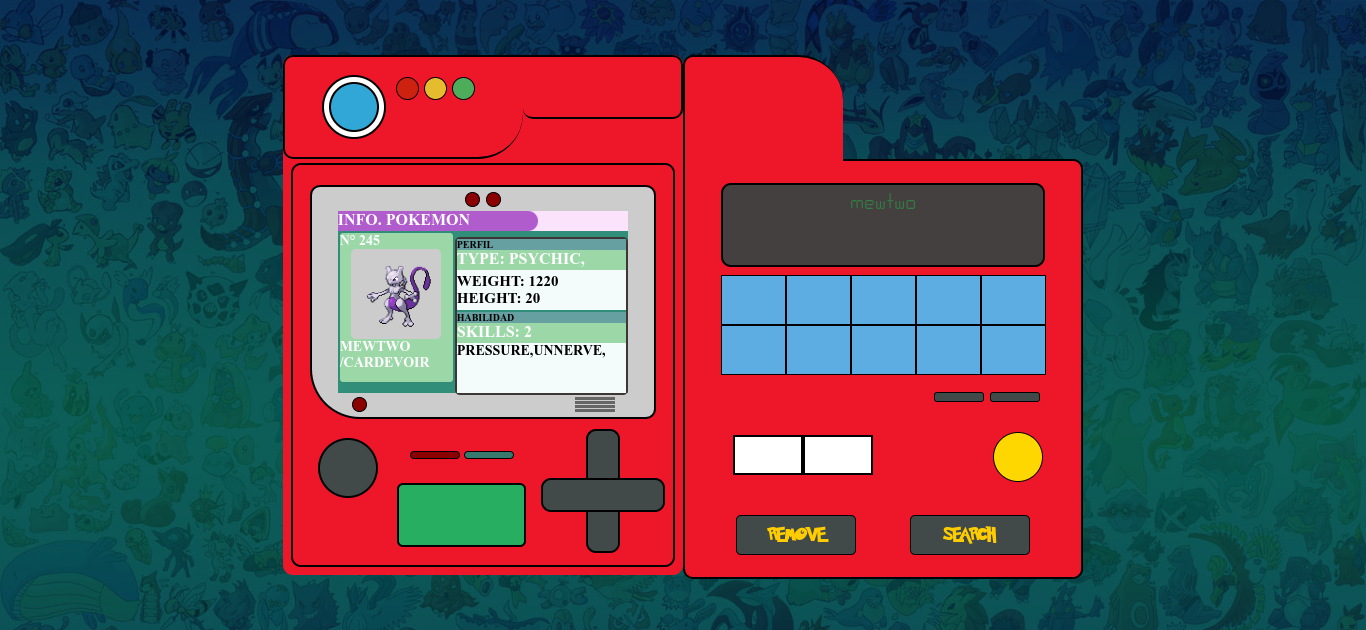 INFO. POKEMON
N° 245
MEWTWO
/CARDEVOIR
PERFIL
TYPE: PSYCHIC,
WEIGHT: 1220
HEIGHT: 20
HABILIDAD
SKILLS: 2
PRESSURE,UNNERVE,
mewtwo
REMOVE
SEARCH